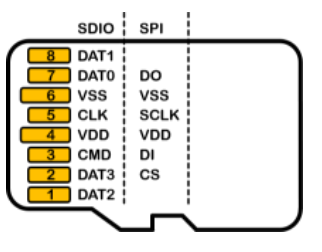 SDIO SPI
8 DAT1
7 DAT0 DO
6 VSS VSS
5 CLK SCLK
4 VDD VDD
3 CMD DI
2 DAT3 CS
1 DAT2